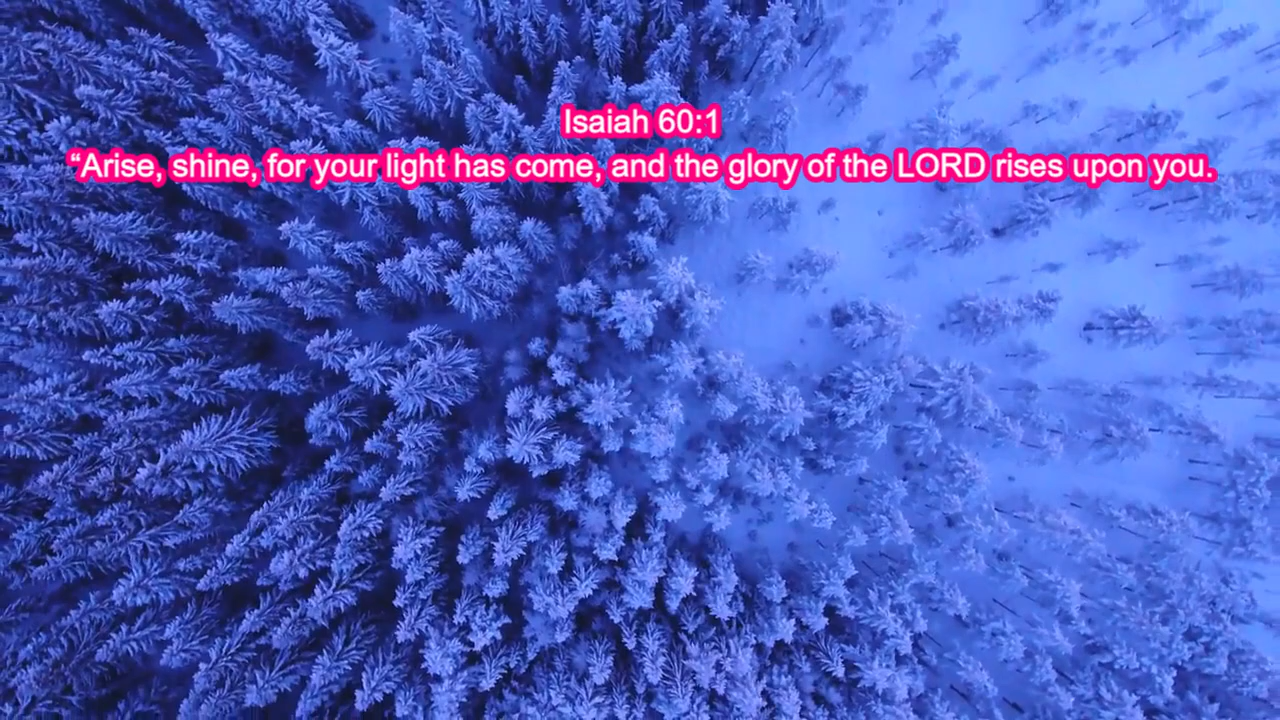 Isaiah 60:1
“Arise, shine, for your light has come, and the glory of the LORD rises upon you.